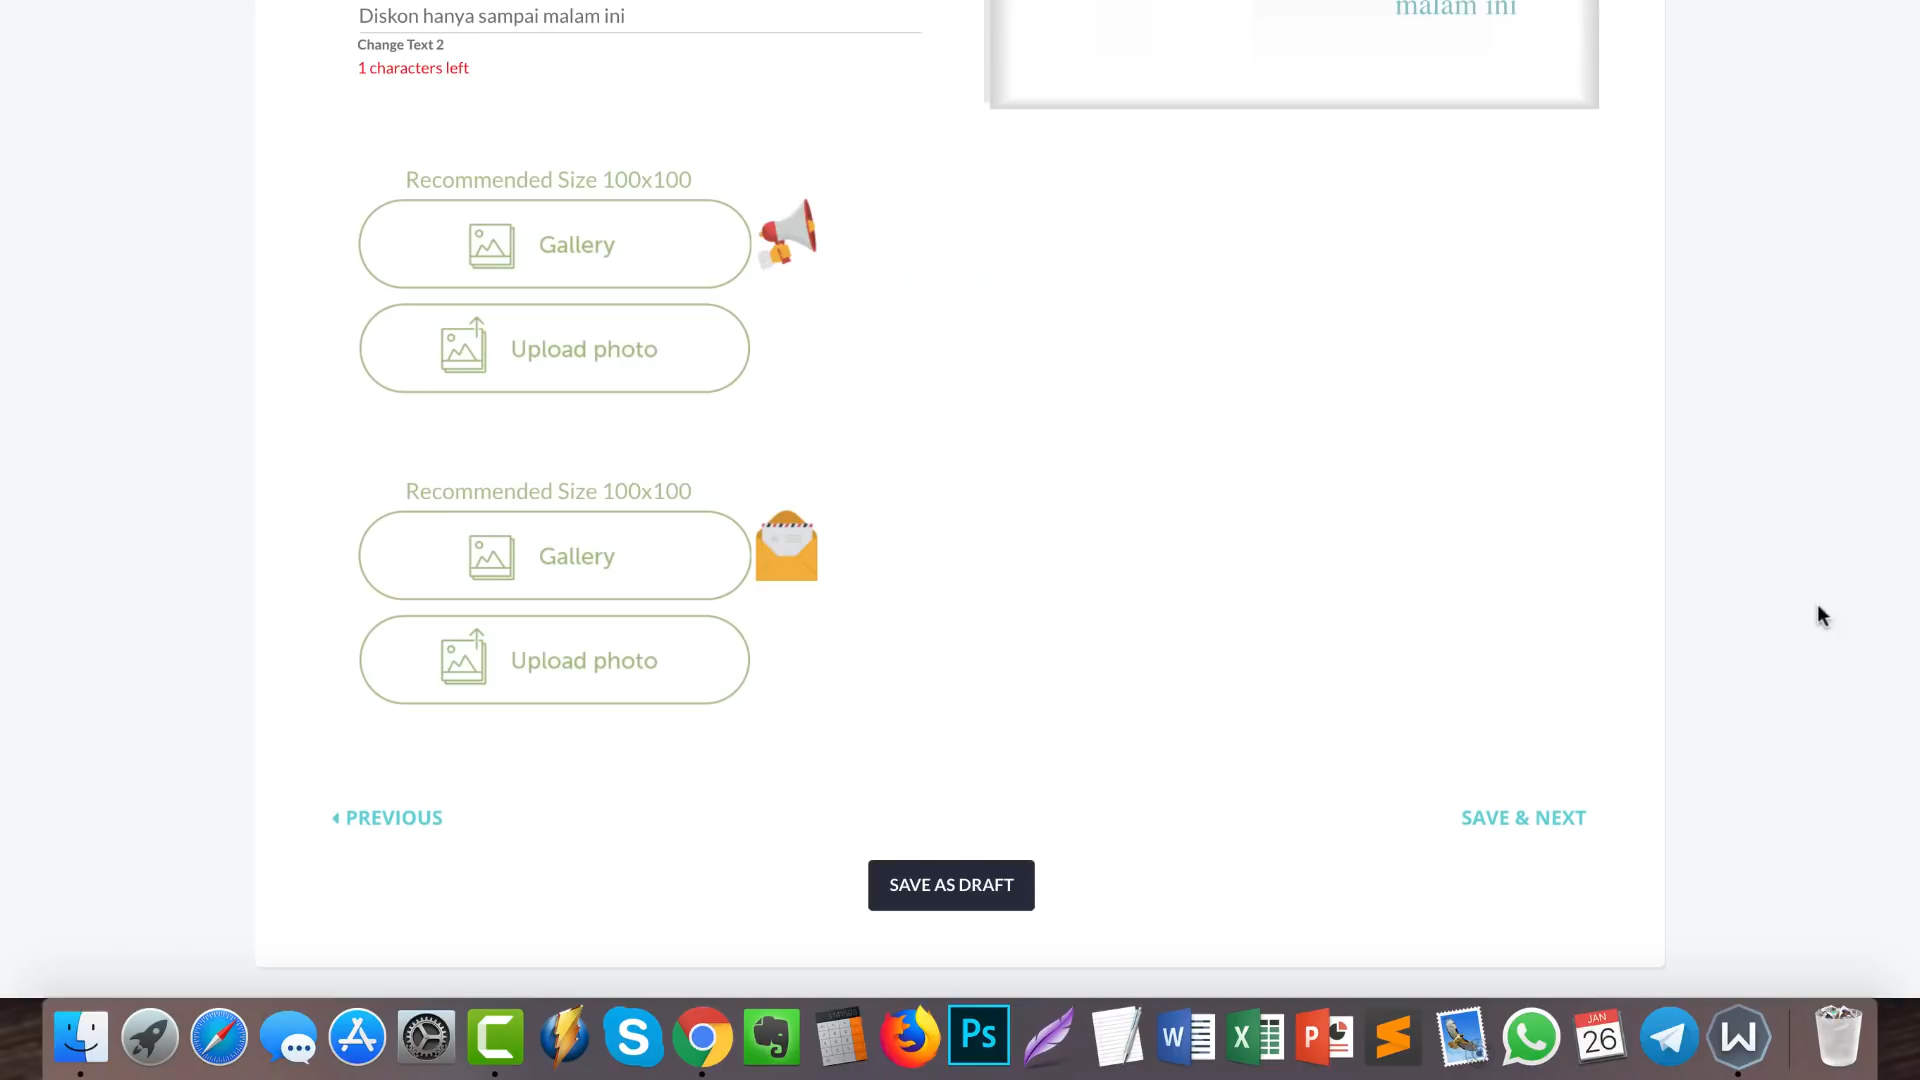 Diskon hanya sampai malam ini
Change Text 2
1 characters left
malam ini
Recommended Size 100x100
Gallery
Upload photo
Recommended Size 100x100
Gallery
Upload photo
PREVIOUS
SAVE & NEXT
SAVE AS DRAFT
JAN
26